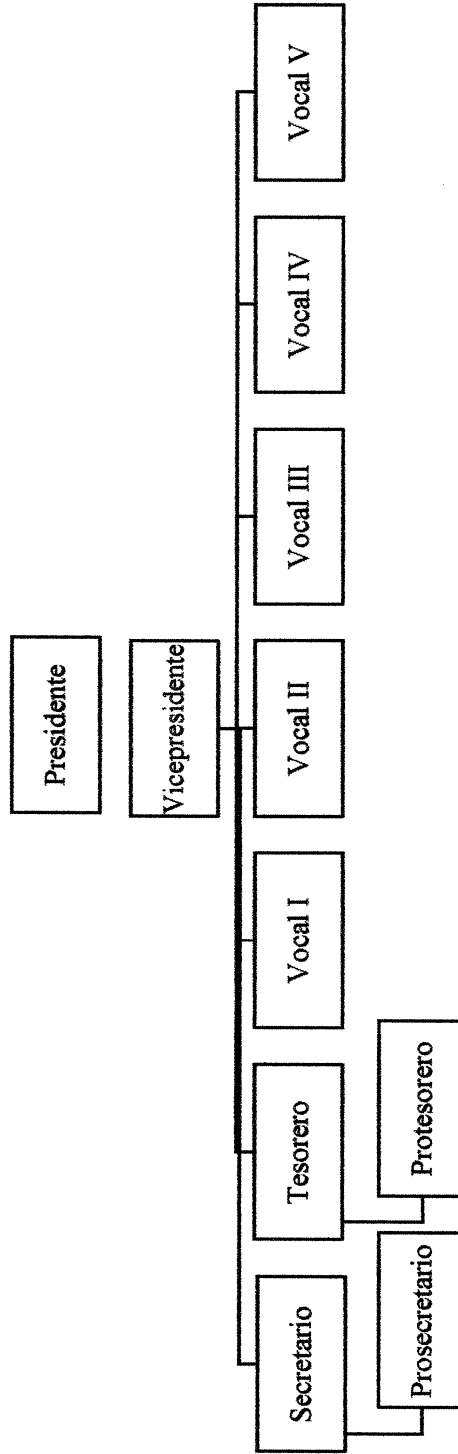 Presidente
Vicepresidente
Secretario
Tesorero
Vocal I
Vocal II
Vocal III
Vocal IV
Vocal V
Prosecretario
Protesorero